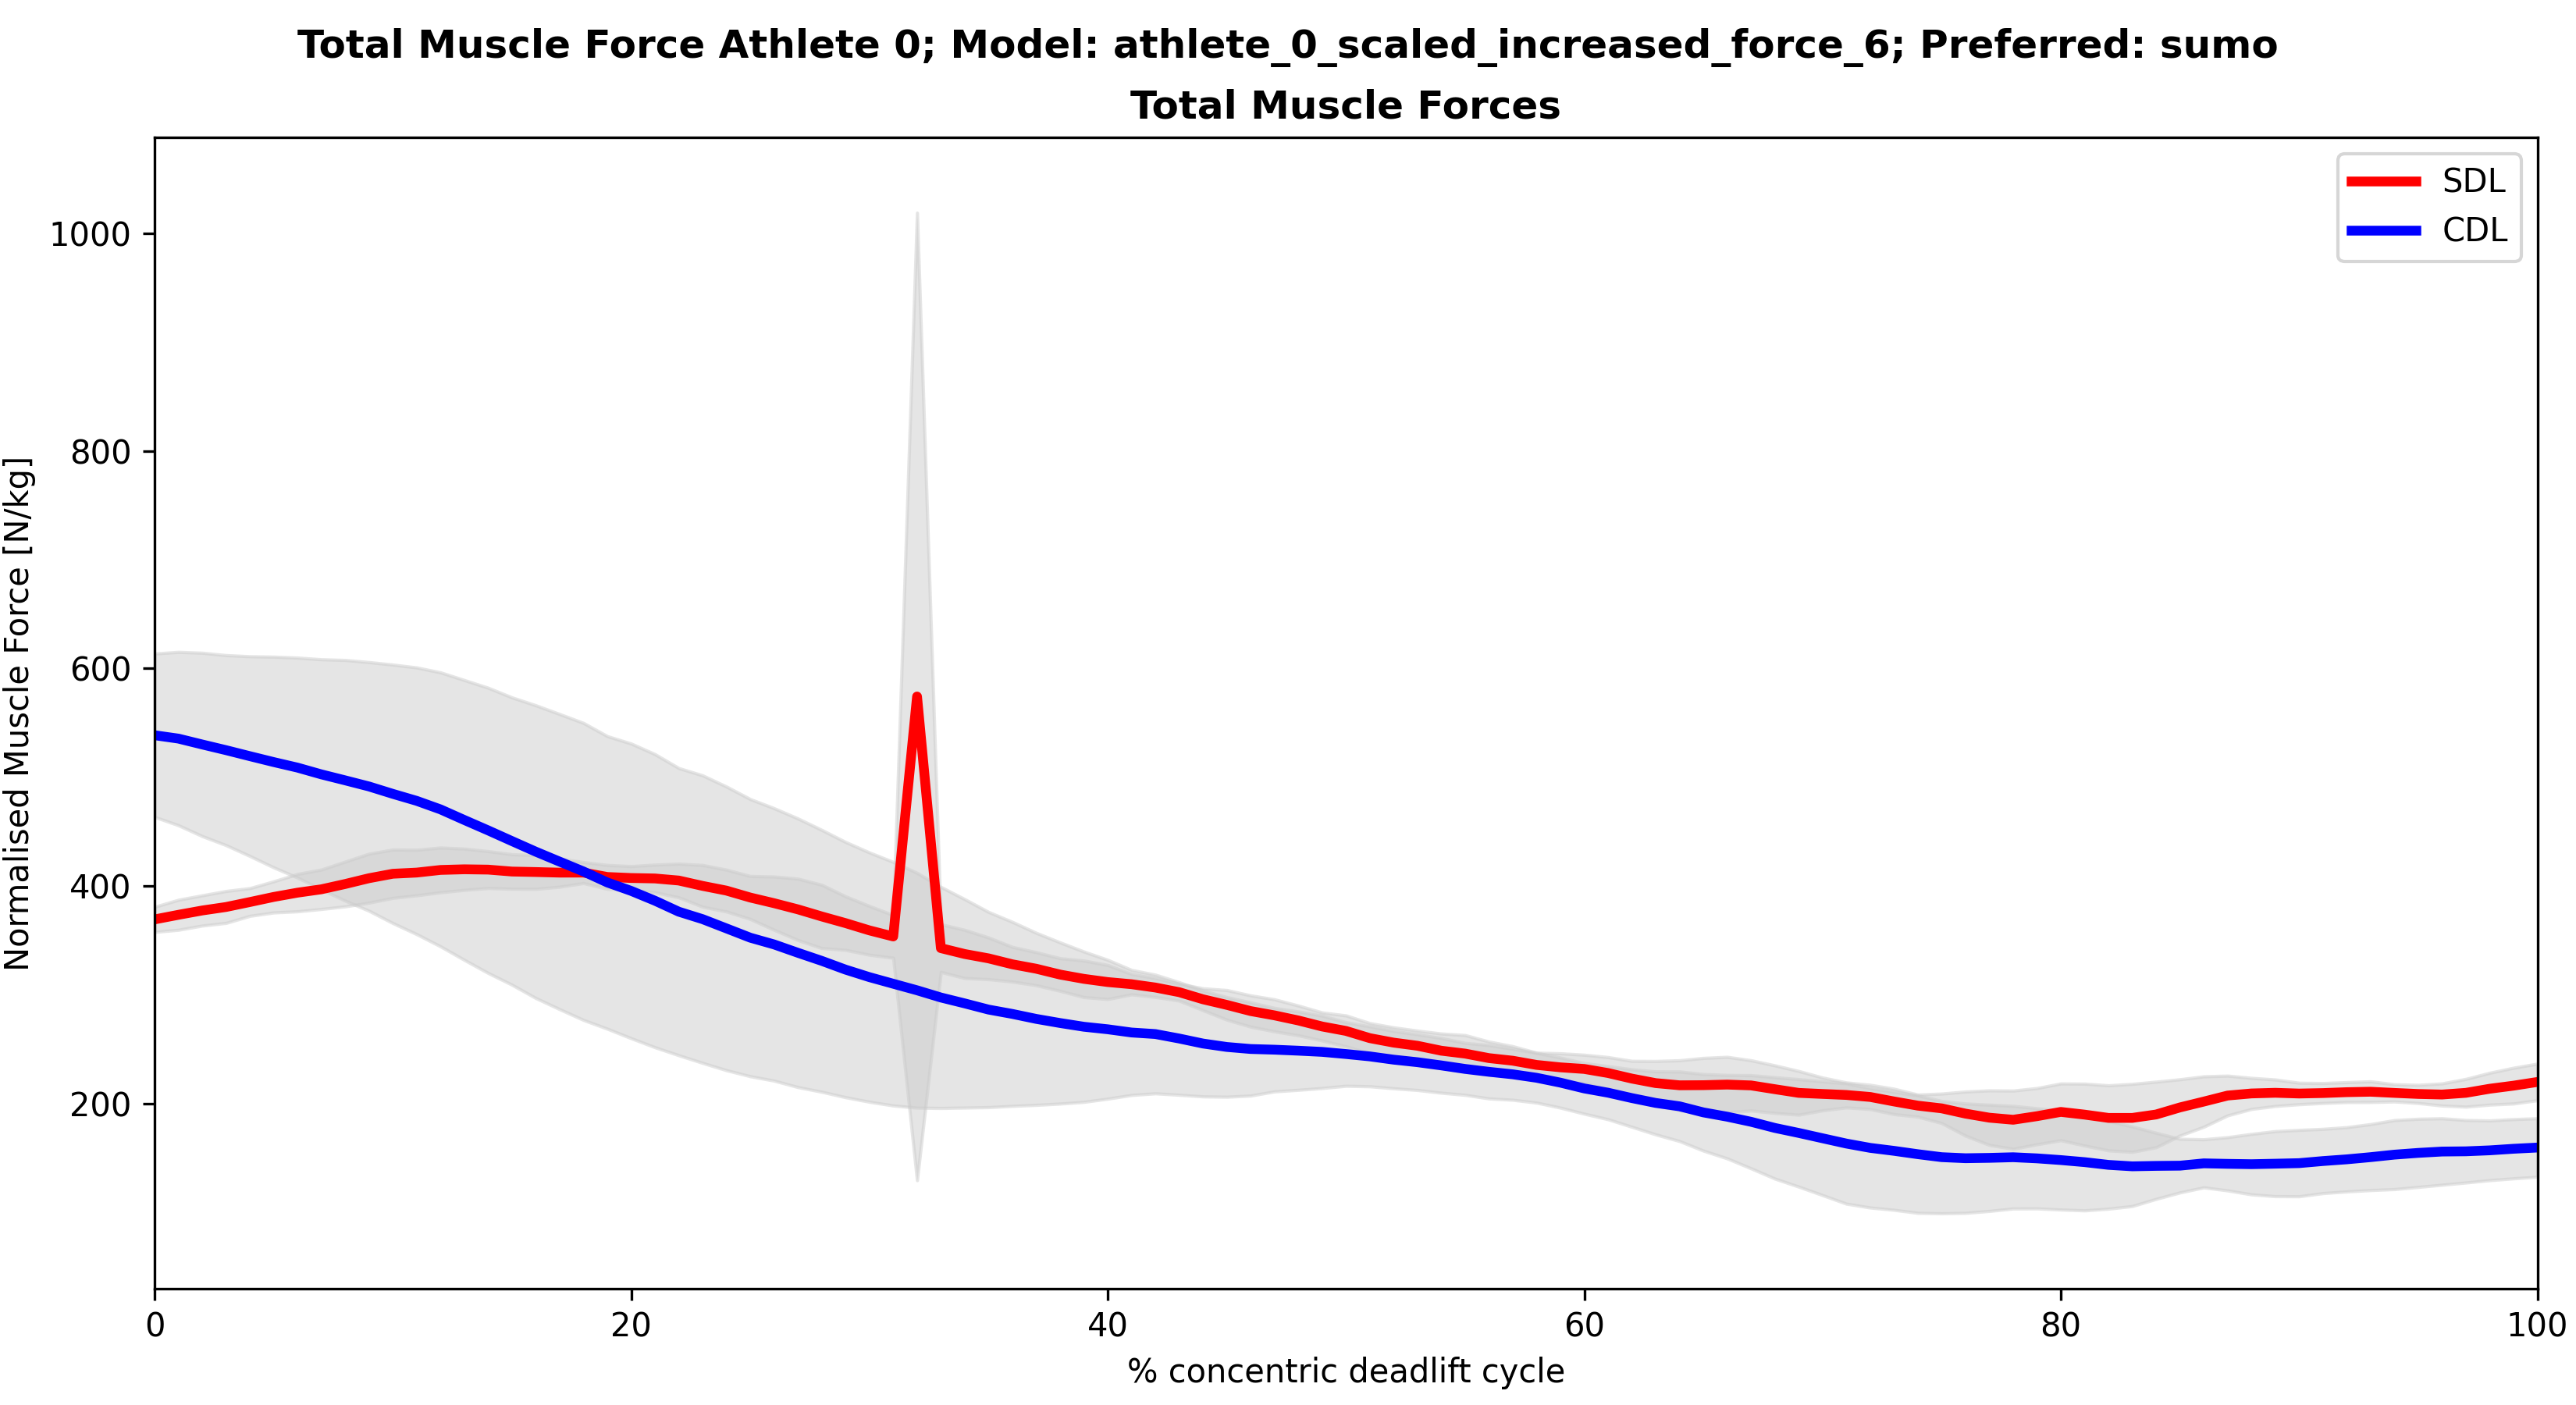 Total Muscle Force Athlete 0; Model: athlete_0_scaled_increased_force_6; Preferred: sumo
Total Muscle Forces
SDL
CDL
Normalised Muscle Force [N/kg]
1000
800
600
400
200
0
20
40
60
80
100
% concentric deadlift cycle